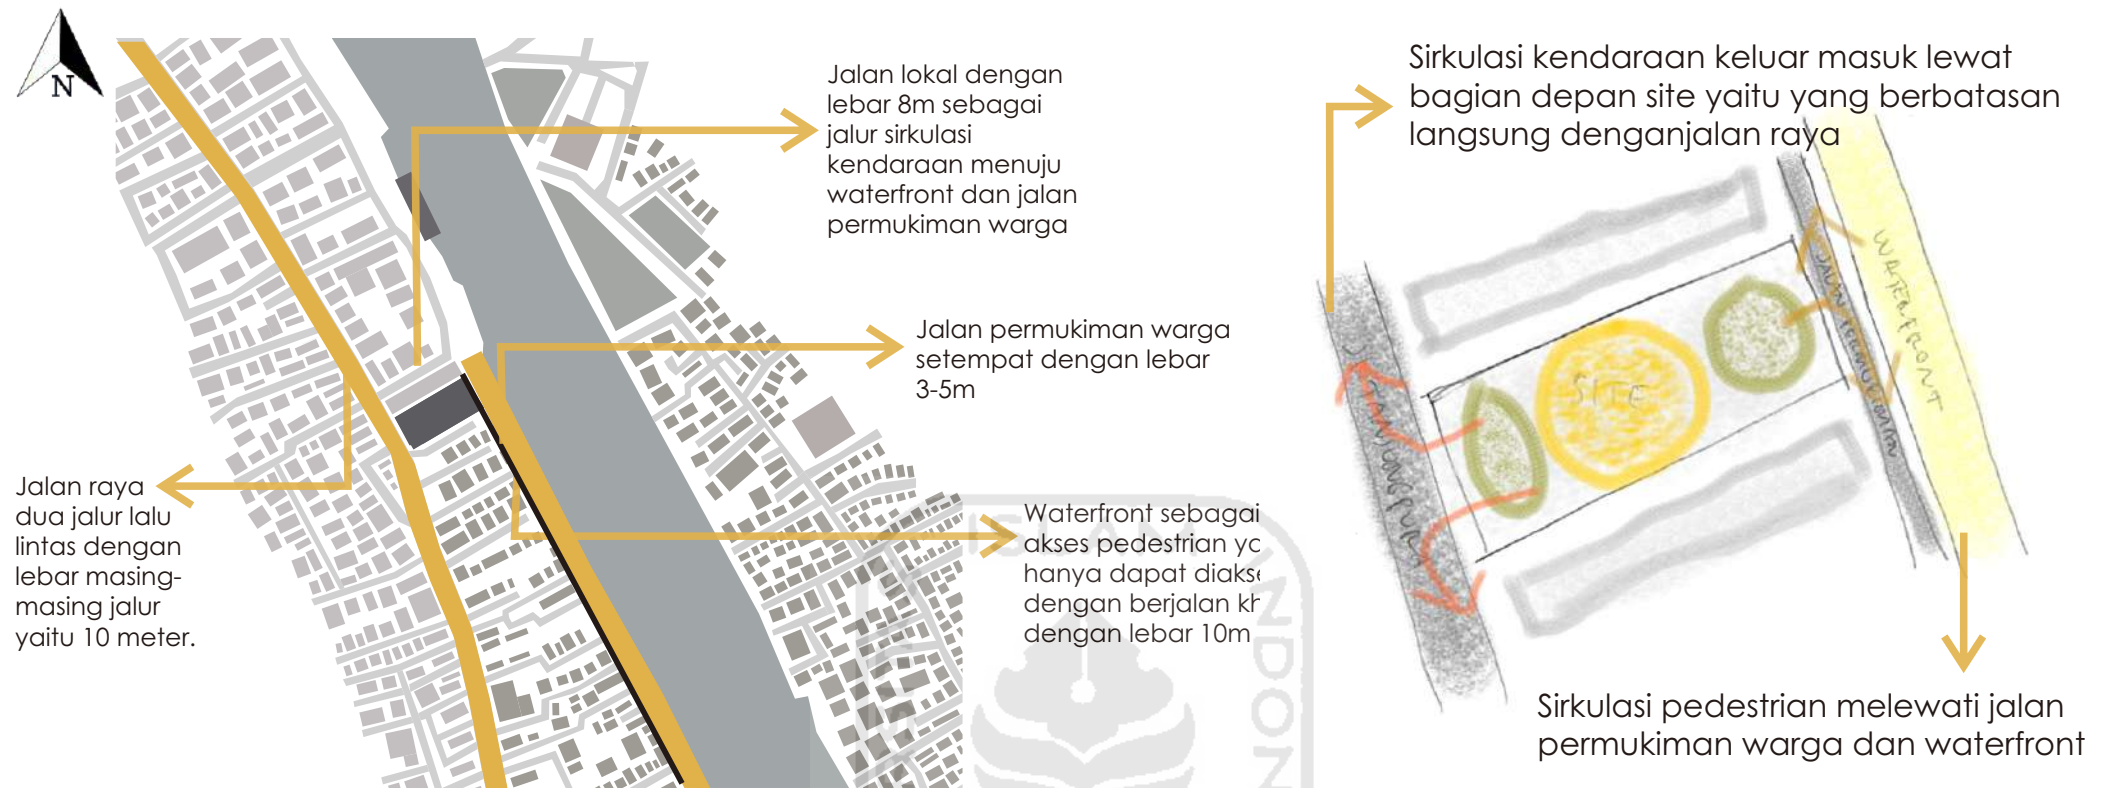 N
Jalan lokal dengan
lebar 8m sebagai
jalur sirkulasi
kendaraan menuju
waterfront dan jalan
permukiman warga
Jalan permukiman warga
setempat dengan lebar
3-5m
Jalan raya
dua jalur lalu
lintas dengan
lebar masing-
masing jalur
yaitu 10 meter.
Waterfront sebagai
akses pedestrian
hanya dapat
dengan berjalan
dengan lebar 10m
ISLAM
INDON
Sirkulasi kendaraan keluar masuk lewat
bagian depan site yaitu yang berbatasan
langsung denganjalan raya
WATERFRONT
SITE
Sirkulasi pedestrian melewati jalan
permukiman warga dan waterfront